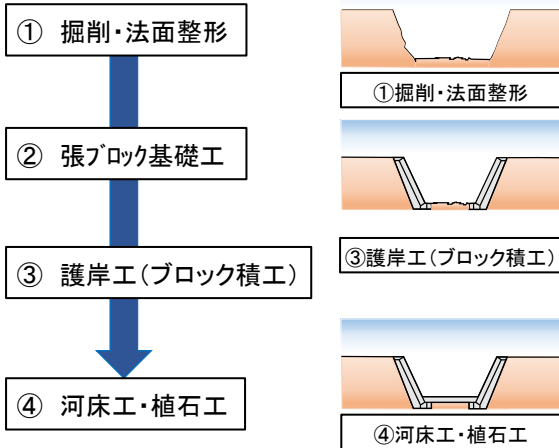 ① 掘削・法面整形
② 張ブロック基礎工
③ 護岸工(ブロック積工)
④ 河床工・植石工
①掘削・法面整形
③護岸工(ブロック積工)
④河床工・植石工